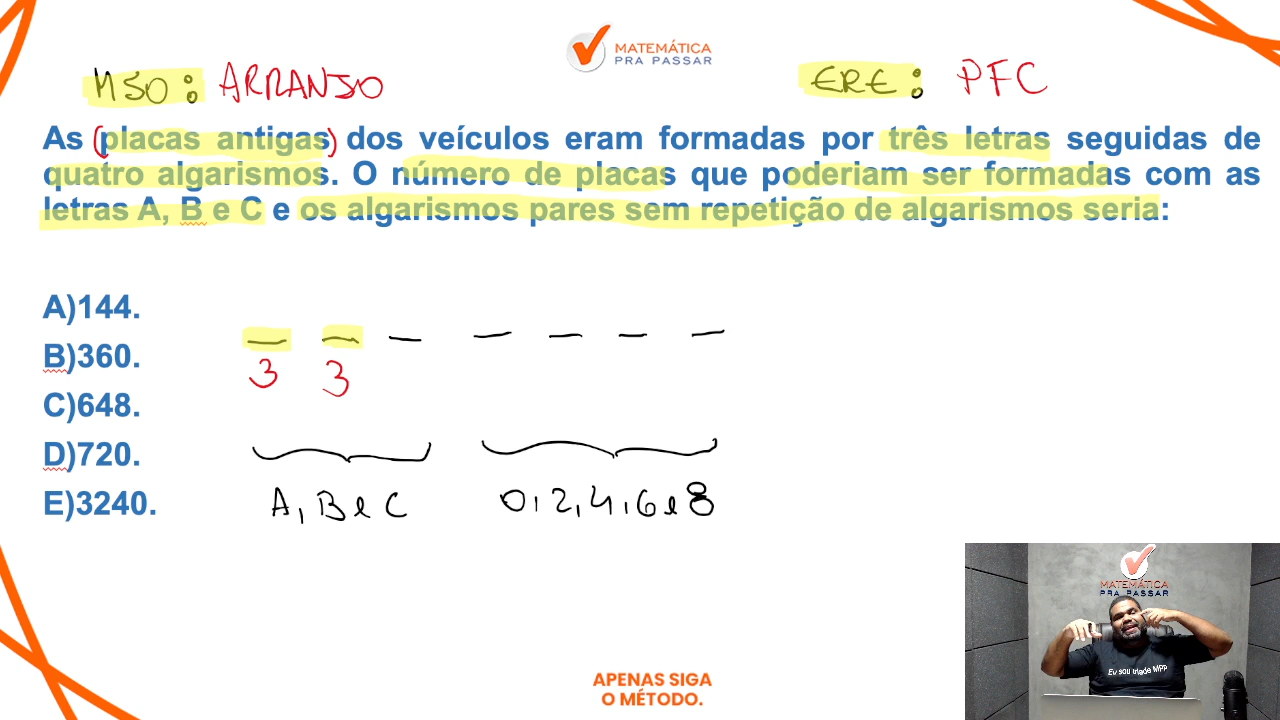 MATEMÁTICA
PRA PASSAR
MSO: ARRANJO
ERE: PFC
As (placas antigas) dos veículos eram formadas por três letras seguidas de
quatro algarismos. O número de placas que poderiam ser formadas com as
letras A, B e C e os algarismos pares sem repetição de algarismos seria:
A)144.
B)360.
C)648.
D)720.
E)3240.
3 3
A, B e C 0, 2, 4, 6 e 8
MATEMÁTICA
PRA PASSAR
Eu sou tríade MPP
APENAS SIGA
O MÉTODO.